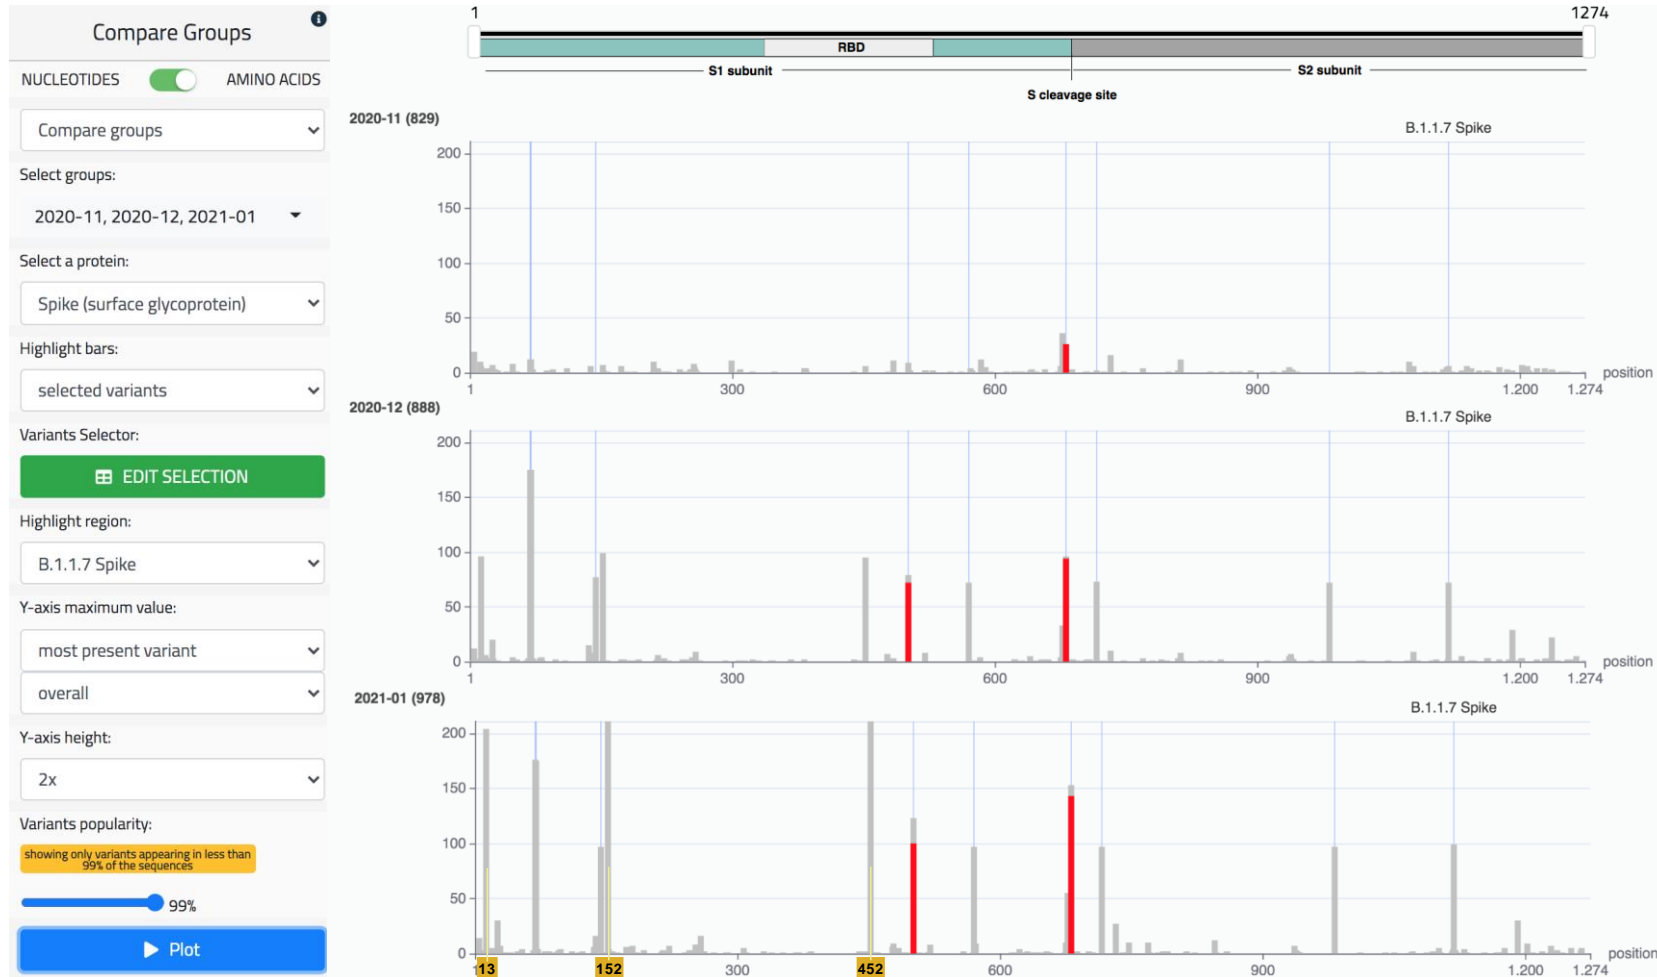 Compare Groups
NUCLEOTIDES AMINO ACIDS
Compare groups
Select groups:
2020-11, 2020-12, 2021-01
Select a protein:
Spike (surface glycoprotein)
Highlight bars:
selected variants
Variants Selector:
EDIT SELECTION
Highlight region:
B.1.1.7 Spike
Y-axis maximum value:
most present variant
overall
Y-axis height:
2x
Variants popularity:
showing only variants appearing in less than
99% of the sequences
99%
Plot
1 1274
RBD
S1 subunit S2 subunit
S cleavage site
2020-11 (829)
B.1.1.7 Spike
200
150
100
50
0
1 300 600 900 1.200 1.274 position
2020-12 (888)
B.1.1.7 Spike
200
150
100
50
0
1 300 600 900 1.200 1.274 position
2021-01 (978)
B.1.1.7 Spike
200
150
100
50
0
1 13 152 300 452 600 900 1.200 1.274 position